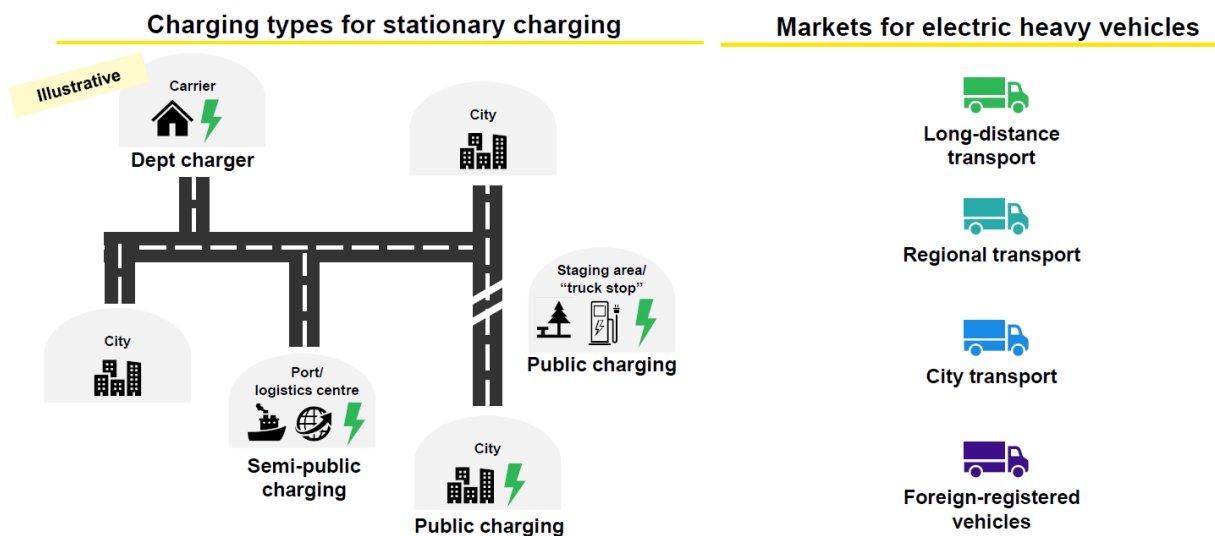 Charging types for stationary charging
Markets for electric heavy vehicles
Illustrative
Carrier
Dept charger
City
City
Port/
logistics centre
Semi-public
charging
Staging area/
“truck stop”
Public charging
City
Public charging
Long-distance
transport
Regional transport
City transport
Foreign-registered
vehicles